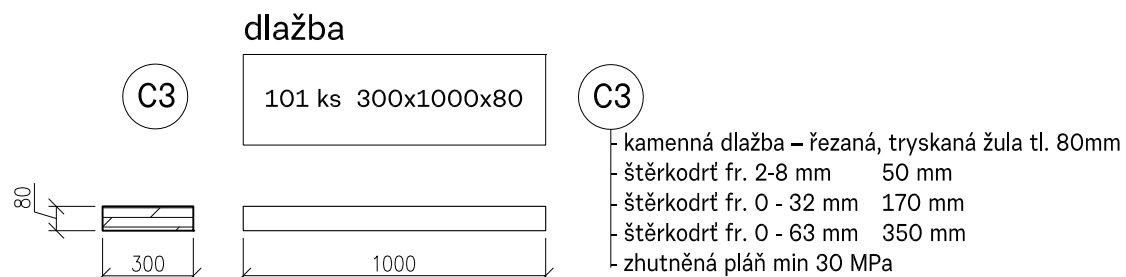 dlažba
C3
101 ks 300x1000x80
C3
- kamenná dlažba – řezaná, tryskaná žula tl. 80mm
- štěrkodrť fr. 2-8 mm 50 mm
- štěrkodrť fr. 0 - 32 mm 170 mm
- štěrkodrť fr. 0 - 63 mm 350 mm
- zhutněná pláň min 30 MPa
80
300
1000